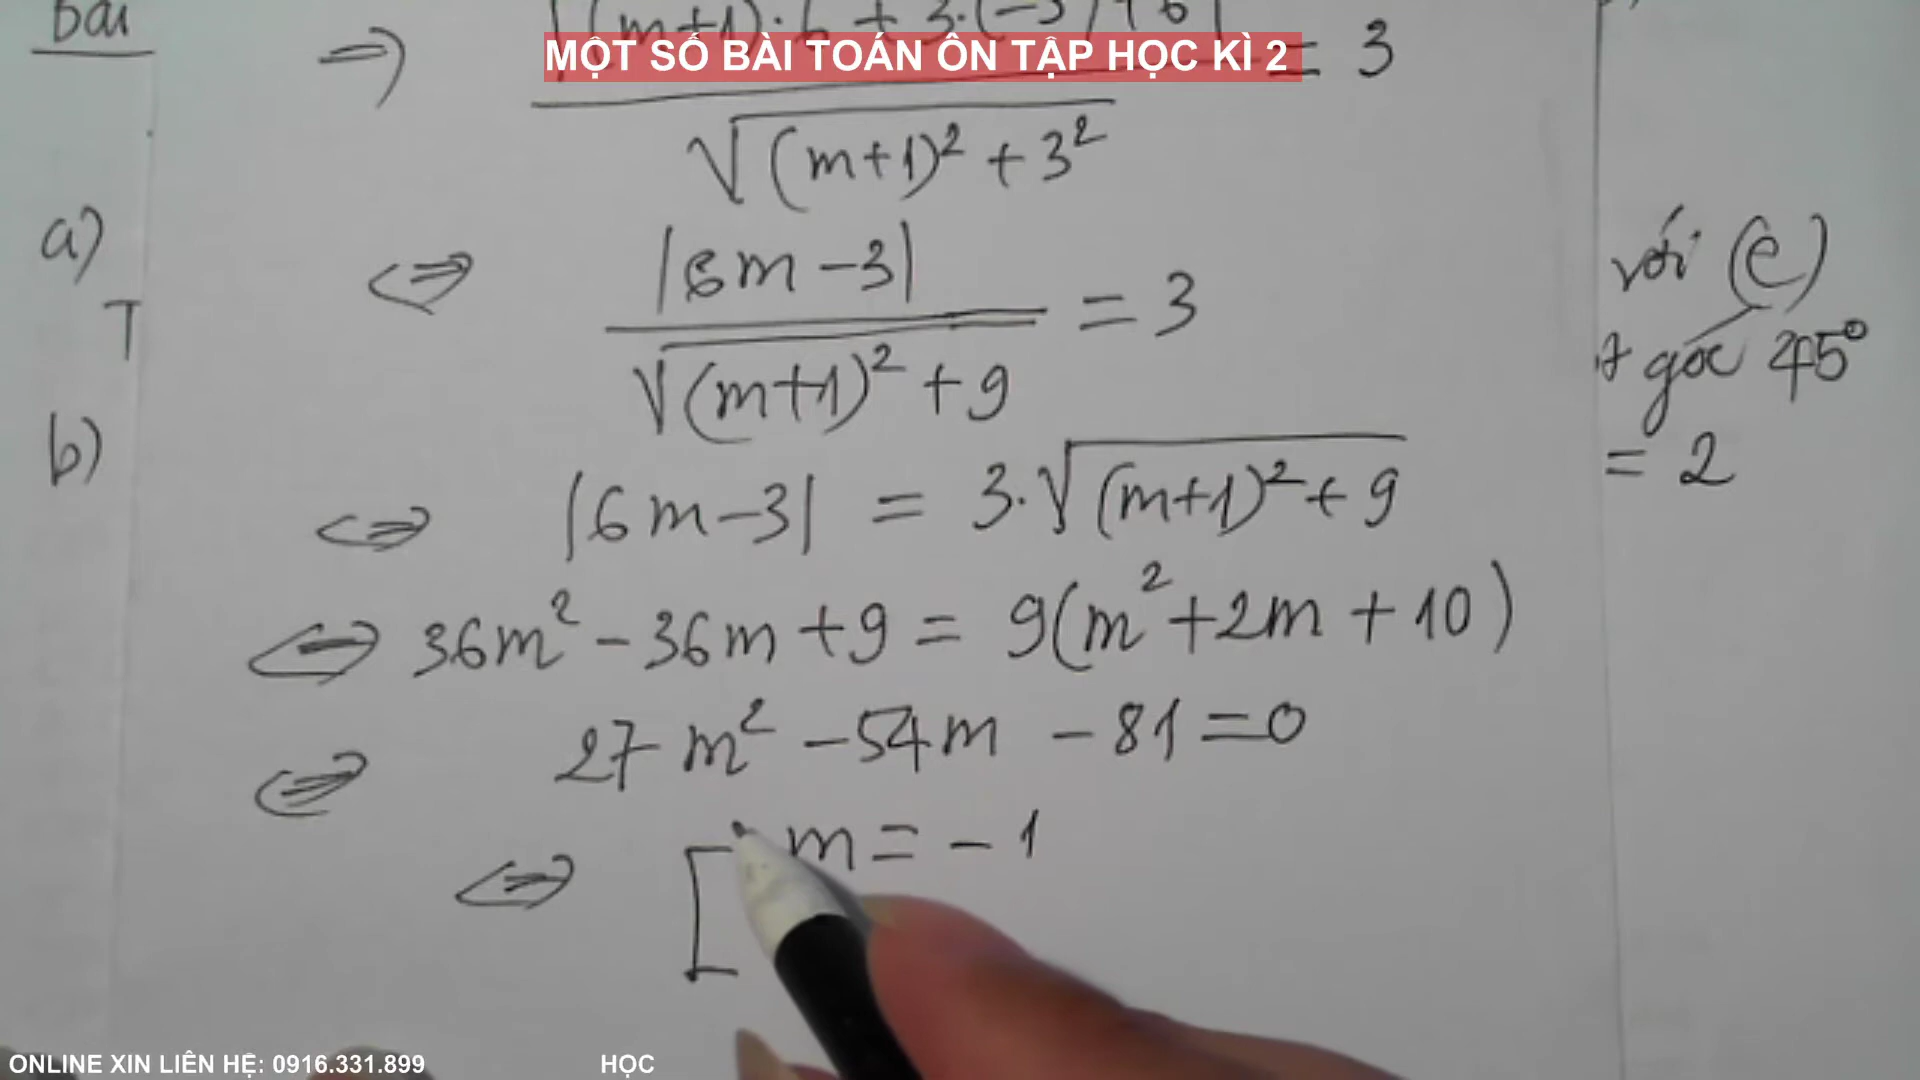 bài
MỘT SỐ BÀI TOÁN ÔN TẬP HỌC KÌ 2
=> = 3
√(m+1)² + 3²
a)
<=> |6m - 3| / √(m+1)² + 9 = 3
với (C)
T
góc 45°
b)
= 2
<=> |6m - 3| = 3.√(m+1)² + 9
<=> 36m² - 36m + 9 = 9(m² + 2m + 10)
<=> 27m² - 54m - 81 = 0
<=> [ m = - 1
ONLINE XIN LIÊN HỆ: 0916.331.899 HỌC